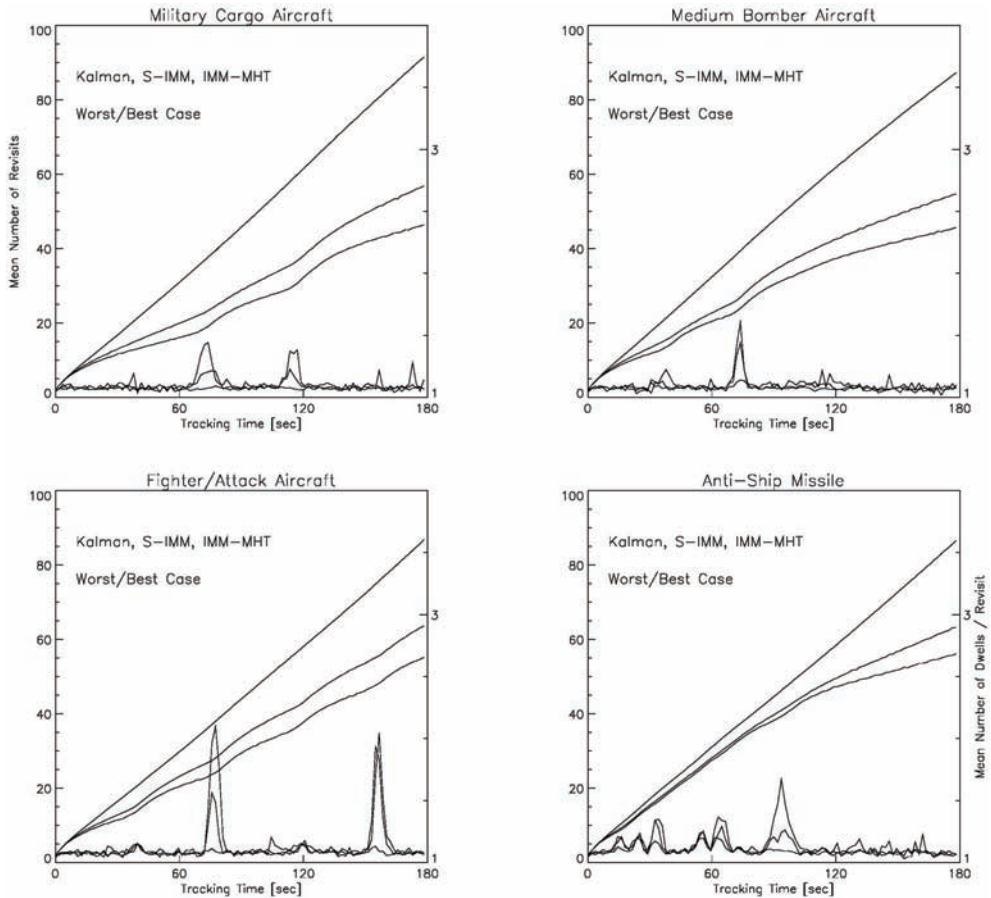 Military Cargo Aircraft
Medium Bomber Aircraft
100
80
60
40
20
0
Mean Number of Revisits
Kalman, S-IMM, IMM-MHT
Worst/Best Case
3
1
0
60
120
180
Tracking Time [sec]
100
80
60
40
20
0
Kalman, S-IMM, IMM-MHT
Worst/Best Case
3
1
0
60
120
180
Tracking Time [sec]
Fighter/Attack Aircraft
Anti-Ship Missile
100
80
60
40
20
0
Kalman, S-IMM, IMM-MHT
Worst/Best Case
3
1
0
60
120
180
Tracking Time [sec]
100
80
60
40
20
0
Kalman, S-IMM, IMM-MHT
Worst/Best Case
3
1
Mean Number of Dwells / Revisit
0
60
120
180
Tracking Time [sec]